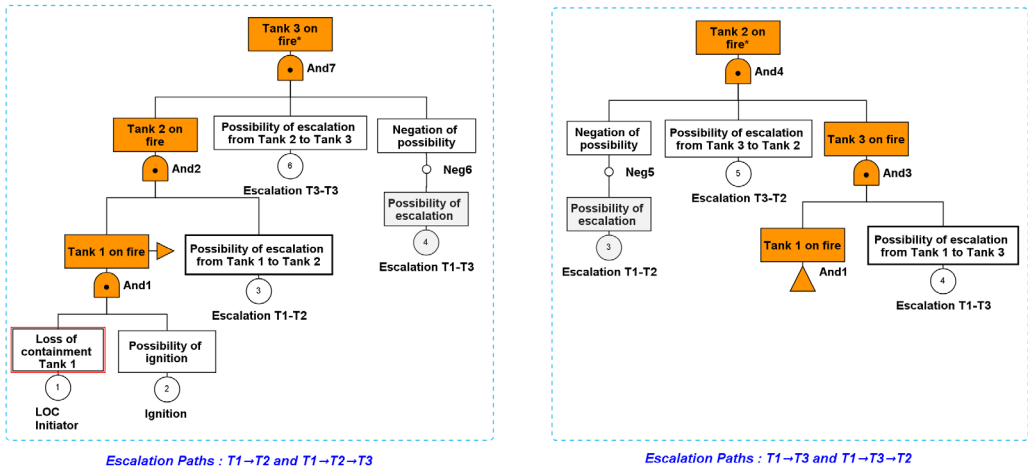 Tank 3 on
fire*
And7
Tank 2 on
fire
Possibility of escalation
from Tank 2 to Tank 3
Negation of
possibility
And2
6
Escalation T3-T3
Neg6
Possibility of
escalation
4
Escalation T1-T3
Tank 1 on fire
Possibility of escalation
from Tank 1 to Tank 2
And1
3
Escalation T1-T2
Loss of
containment
Tank 1
Possibility of
ignition
1
2
LOC
Initiator
Ignition
Escalation Paths : T1→T2 and T1→T2→T3
Tank 2 on
fire*
And4
Negation of
possibility
Possibility of escalation
from Tank 3 to Tank 2
Tank 3 on fire
Neg5
5
Escalation T3-T2
And3
Possibility of
escalation
3
Escalation T1-T2
Tank 1 on fire
Possibility of escalation
from Tank 1 to Tank 3
And1
4
Escalation T1-T3
Escalation Paths : T1→T3 and T1→T3→T2